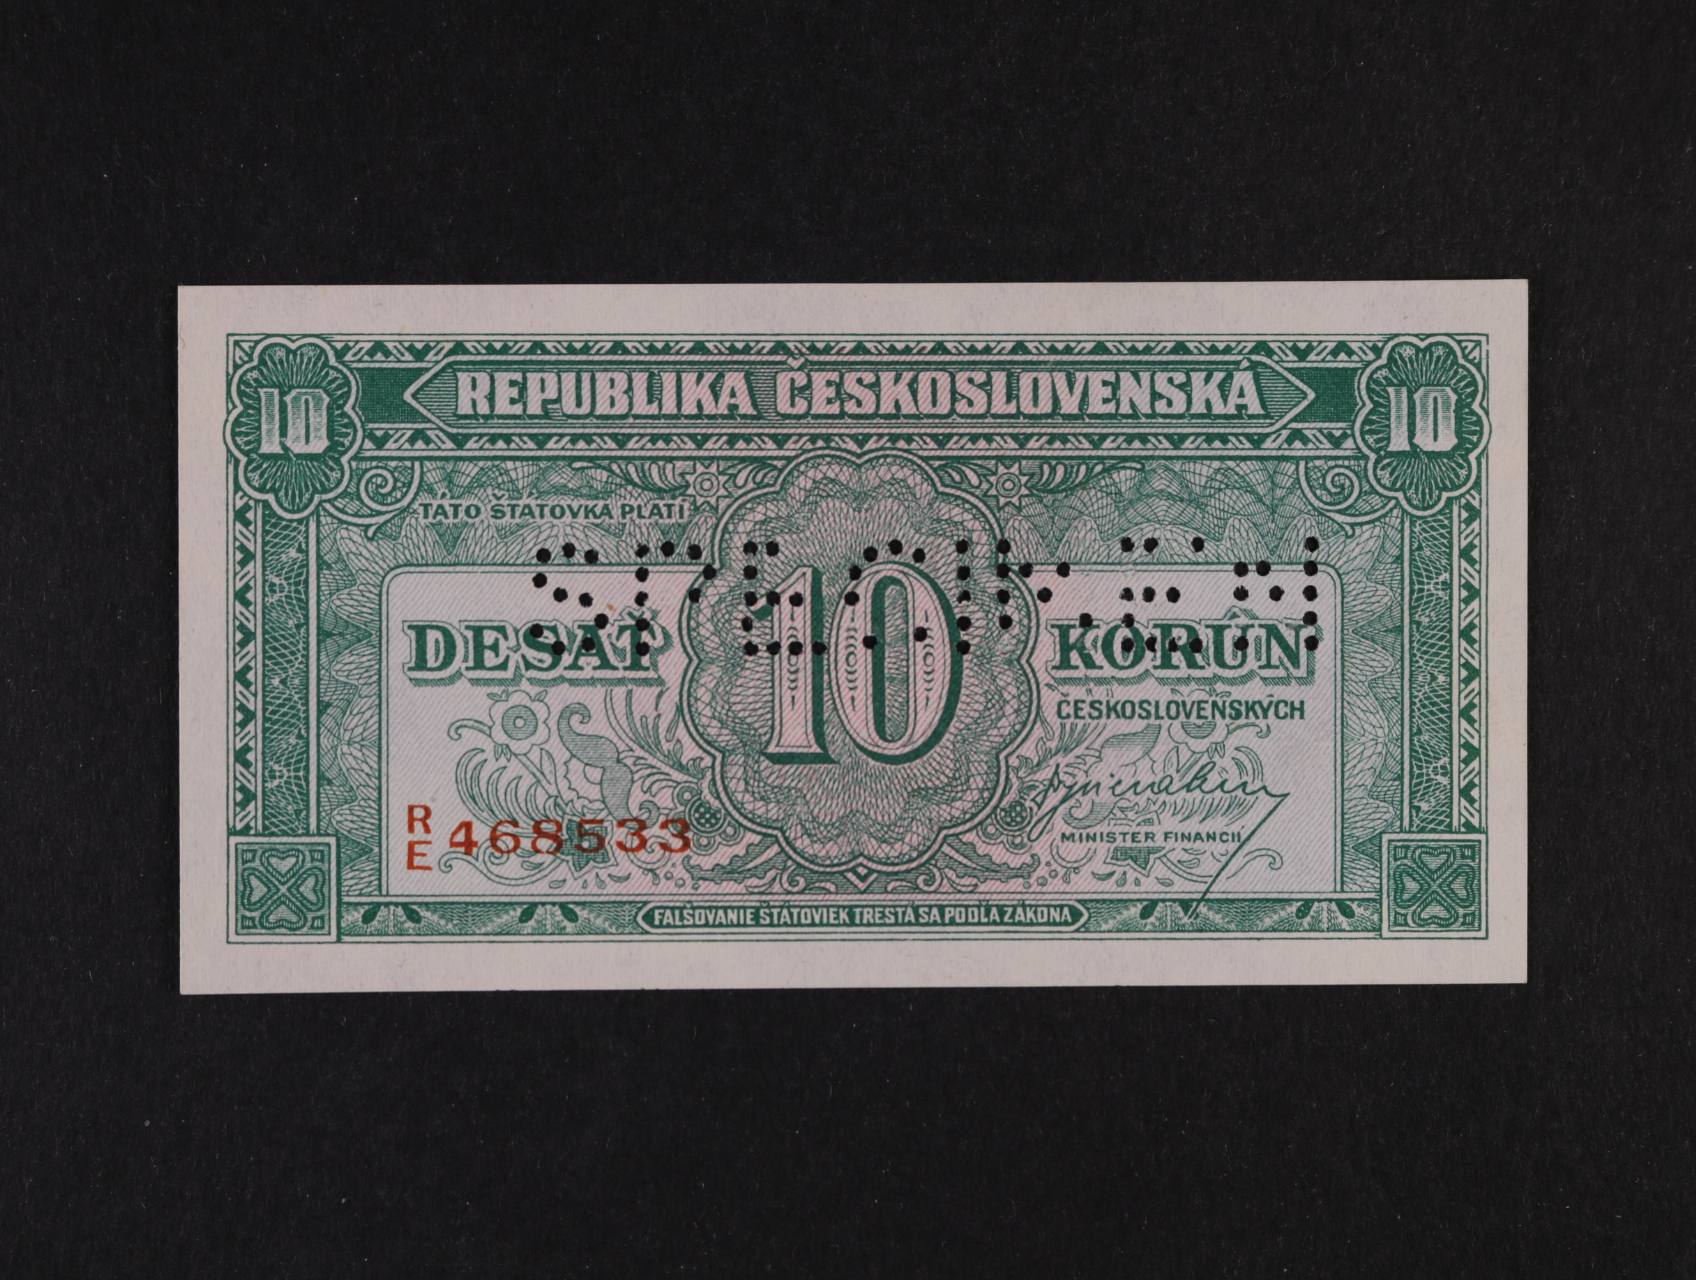 10 REPUBLIKA ČESKOSLOVENSKÁ 10
TÁTO ŠTÁTOVKA PLATÍ
SPECIMEN
DESAŤ 10 KORÚN
ČESKOSLOVENSKÝCH
R
E 468533
MINISTER FINANCIÍ
FALŠOVANIE ŠTÁTOVIEK TRESTÁ SA PODĽA ZÁKONA